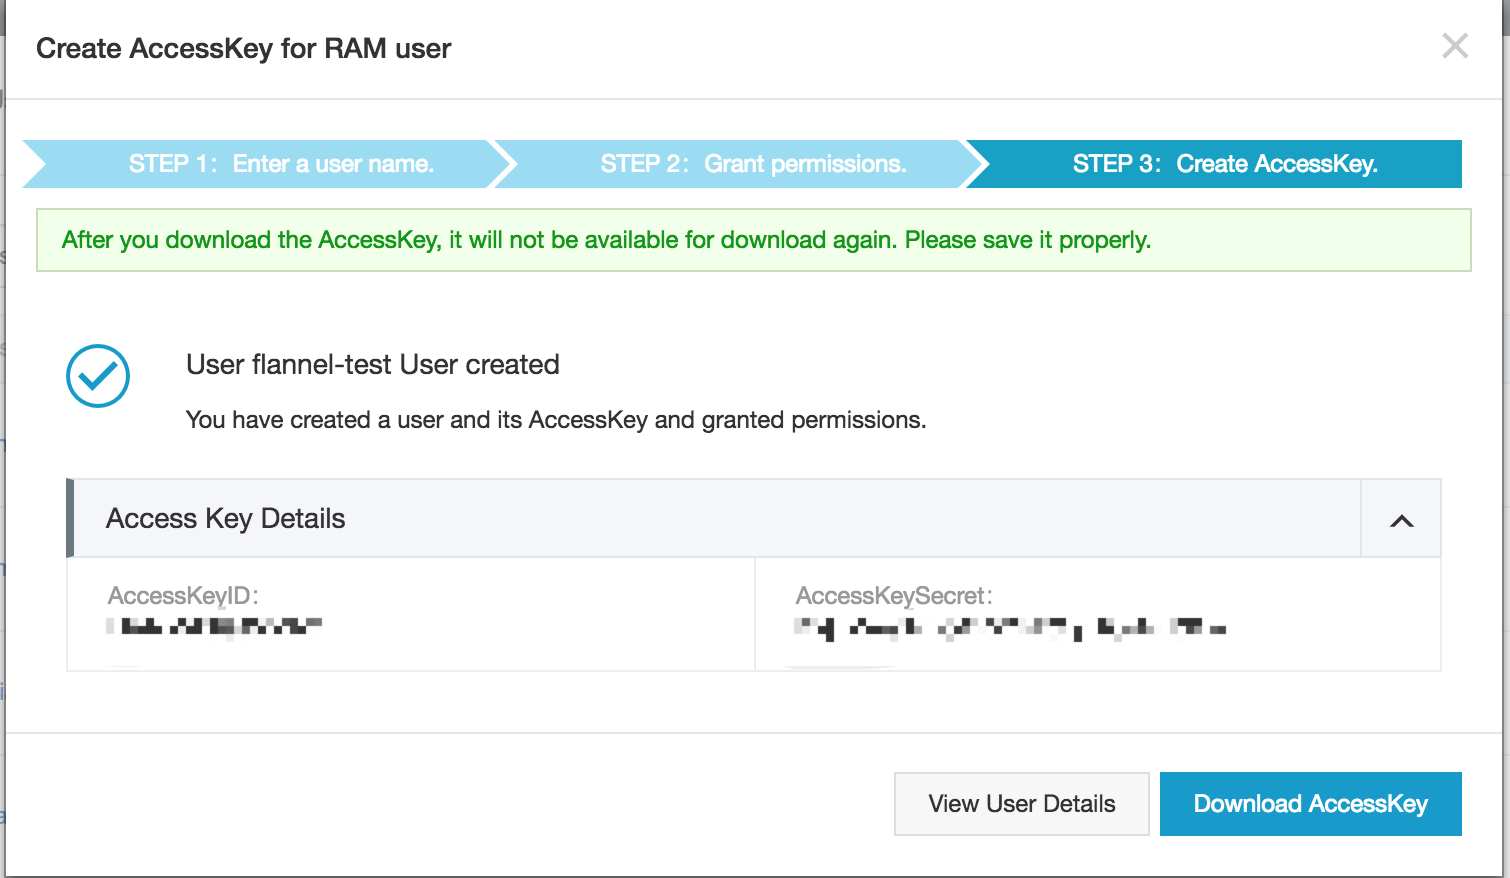 Create AccessKey for RAM user
STEP 1: Enter a user name.
STEP 2: Grant permissions.
STEP 3: Create AccessKey.
After you download the AccessKey, it will not be available for download again. Please save it properly.
User flannel-test User created
You have created a user and its AccessKey and granted permissions.
Access Key Details
AccessKeyID:
AccessKeySecret:
View User Details
Download AccessKey